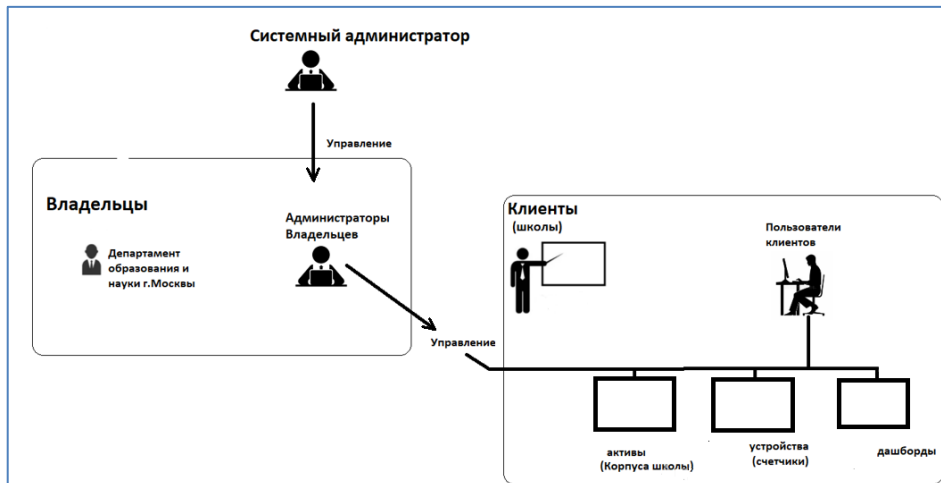 Системный администратор
Управление
Владельцы
Департамент
образования и
науки г.Москвы
Администраторы
Владельцев
Управление
Клиенты
(школы)
Пользователи
клиентов
активы
(Корпуса школы)
устройства
(счетчики)
дашборды